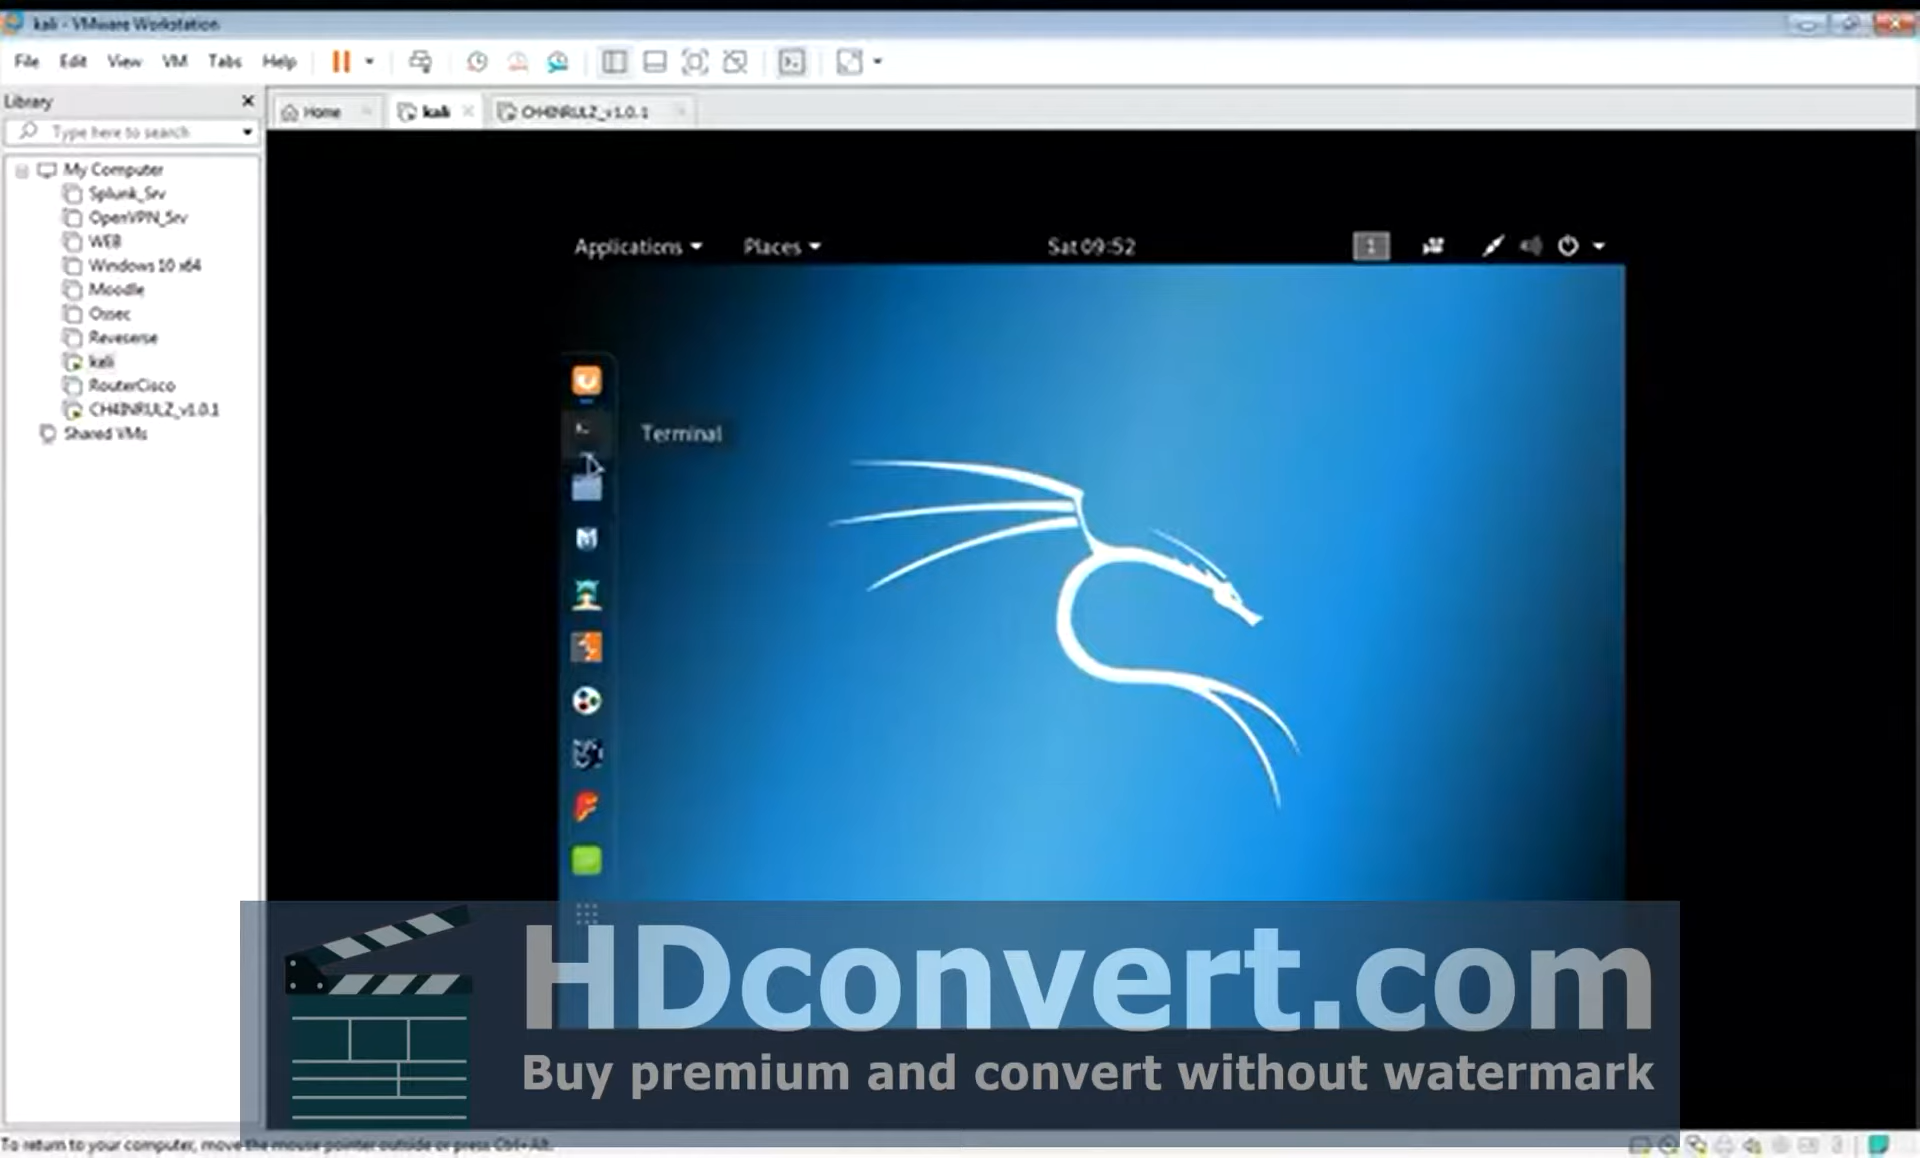 kali - VMware Workstation
File Edit View VM Tabs Help
Library
Type here to search
Home
kali
CH4INRULZ_v1.0.1
My Computer
Splunk_Srv
OpenVPN_Srv
WEB
Windows 10 x64
Moodle
Ossec
Reveserse
kali
RouterCisco
CH4INRULZ_v1.0.1
Shared VMs
Applications Places Sat 09:52 1
Terminal
HDconvert.com
Buy premium and convert without watermark
To return to your computer, move the mouse pointer outside or press Ctrl+Alt.